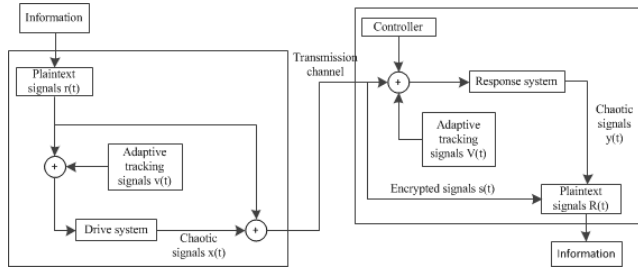 Information
Plaintext
signals r(t)
+
Adaptive
tracking
signals v(t)
Drive system
Chaotic
signals x(t)
+
Transmission
channel
Controller
+
Response system
Adaptive
tracking
signals V(t)
Chaotic
signals
y(t)
Encrypted signals s(t)
Plaintext
signals R(t)
Information